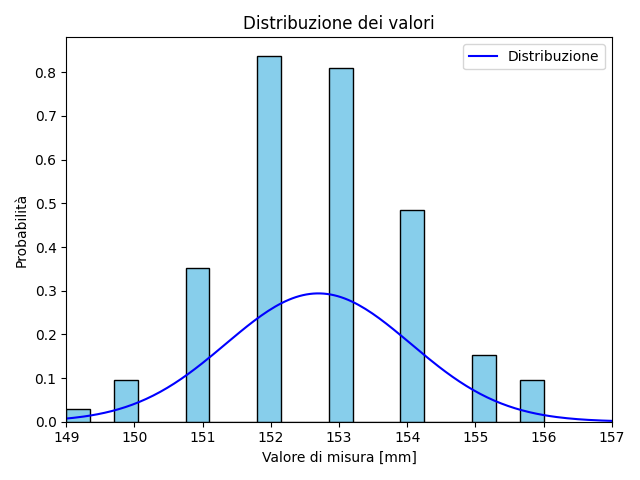 Distribuzione dei valori
Distribuzione
Probabilità
0.8
0.7
0.6
0.5
0.4
0.3
0.2
0.1
0.0
149 150 151 152 153 154 155 156 157
Valore di misura [mm]